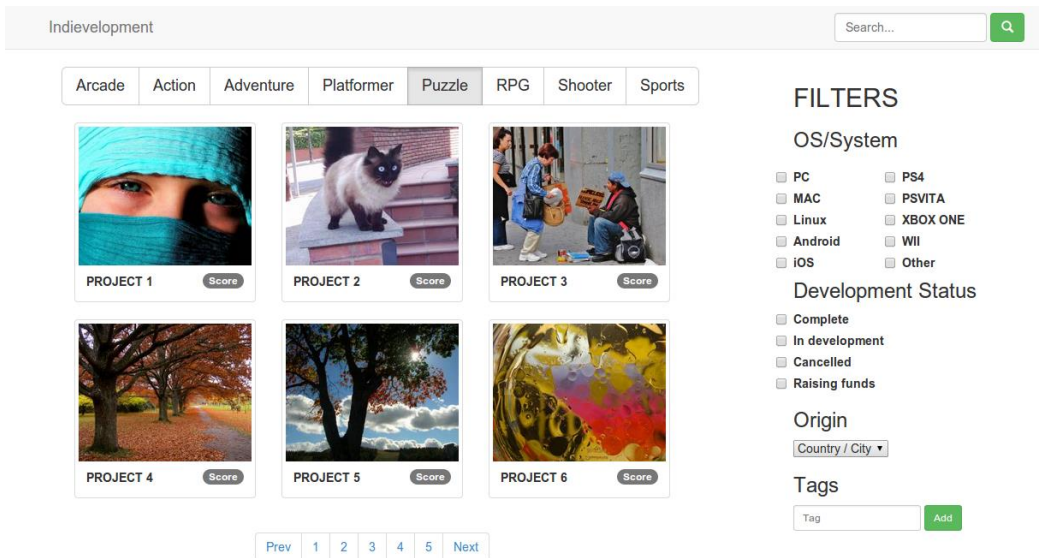 Indievelopment
Search...
Arcade Action Adventure Platformer Puzzle RPG Shooter Sports
PROJECT 1 Score
PROJECT 2 Score
PROJECT 3 Score
PROJECT 4 Score
PROJECT 5 Score
PROJECT 6 Score
Prev 1 2 3 4 5 Next
FILTERS
OS/System
PC PS4
MAC PSVITA
Linux XBOX ONE
Android WII
iOS Other
Development Status
Complete
In development
Cancelled
Raising funds
Origin
Country / City
Tags
Tag Add